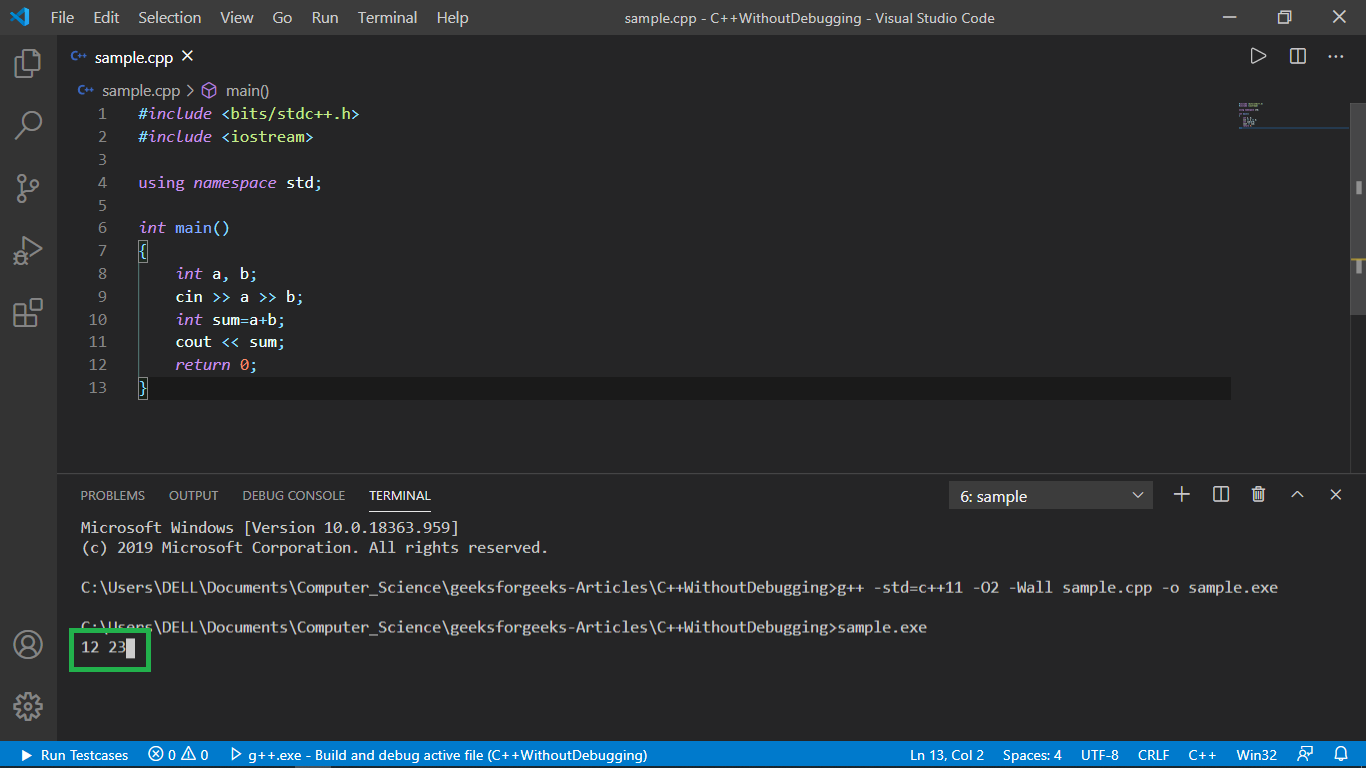 File Edit Selection View Go Run Terminal Help sample.cpp - C++WithoutDebugging - Visual Studio Code
C++ sample.cpp
C++ sample.cpp > main()
1 #include <bits/stdc++.h>
2 #include <iostream>
3
4 using namespace std;
5
6 int main()
7 {
8 int a, b;
9 cin >> a >> b;
10 int sum=a+b;
11 cout << sum;
12 return 0;
13 }
PROBLEMS OUTPUT DEBUG CONSOLE TERMINAL 6: sample
Microsoft Windows [Version 10.0.18363.959]
(c) 2019 Microsoft Corporation. All rights reserved.
C:\Users\DELL\Documents\Computer_Science\geeksforgeeks-Articles\C++WithoutDebugging>g++ -std=c++11 -O2 -Wall sample.cpp -o sample.exe
C:\Users\DELL\Documents\Computer_Science\geeksforgeeks-Articles\C++WithoutDebugging>sample.exe
12 23
Run Testcases 0 0 g++.exe - Build and debug active file (C++WithoutDebugging) Ln 13, Col 2 Spaces: 4 UTF-8 CRLF C++ Win32